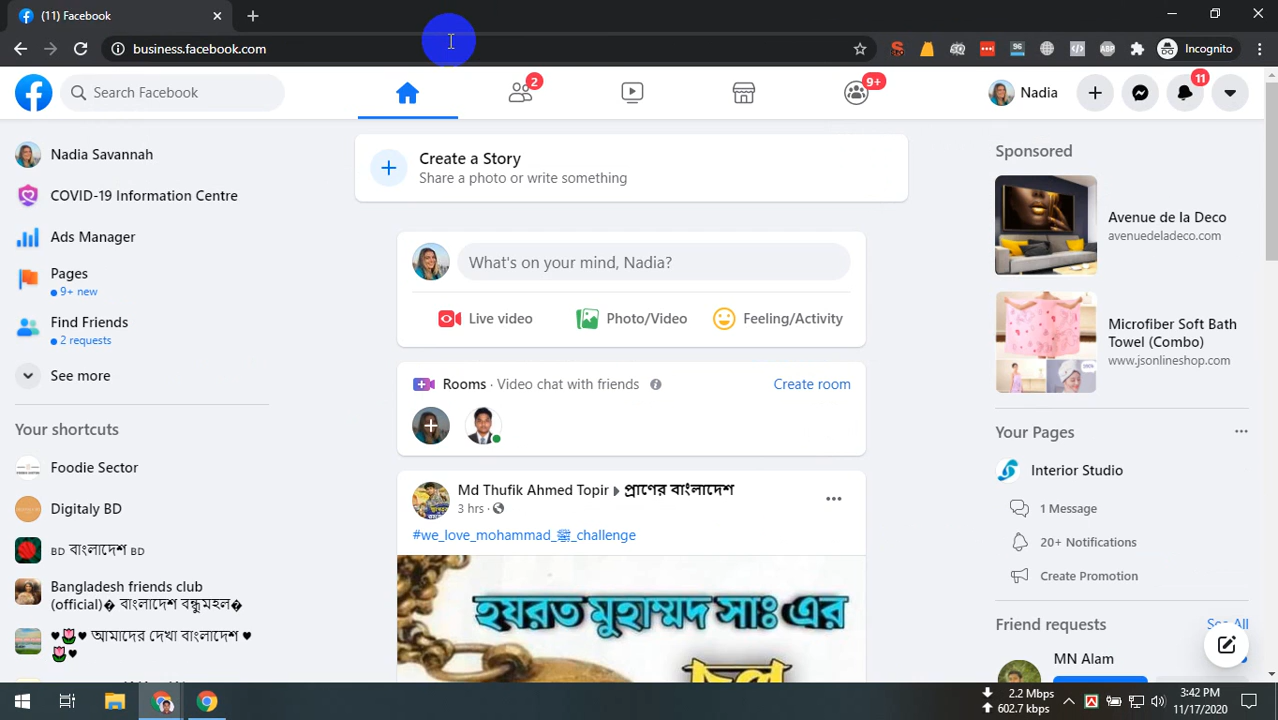 (11) Facebook
business.facebook.com
96
ABP
Incognito
Search Facebook
2
9+
Nadia
11
Nadia Savannah
COVID-19 Information Centre
Ads Manager
Pages
9+ new
Find Friends
2 requests
See more
Your shortcuts
Foodie Sector
Digitaly BD
BD বাংলাদেশ BD
Bangladesh friends club
(official)� বাংলাদেশ বন্ধুমহল�
♥🌷♥ আমাদের দেখা বাংলাদেশ ♥
🌷♥
Create a Story
Share a photo or write something
What's on your mind, Nadia?
Live video
Photo/Video
Feeling/Activity
Rooms · Video chat with friends
Create room
Md Thufik Ahmed Topir ▸ প্রাণের বাংলাদেশ
3 hrs ·
#we_love_mohammad_ﷺ_challenge
হযরত মুহাম্মদ সাঃ এর
Sponsored
Avenue de la Deco
avenuedeladeco.com
Microfiber Soft Bath
Towel (Combo)
www.jsonlineshop.com
Your Pages
Interior Studio
1 Message
20+ Notifications
Create Promotion
Friend requests
See All
MN Alam
2.2 Mbps
602.7 kbps
3:42 PM
11/17/2020